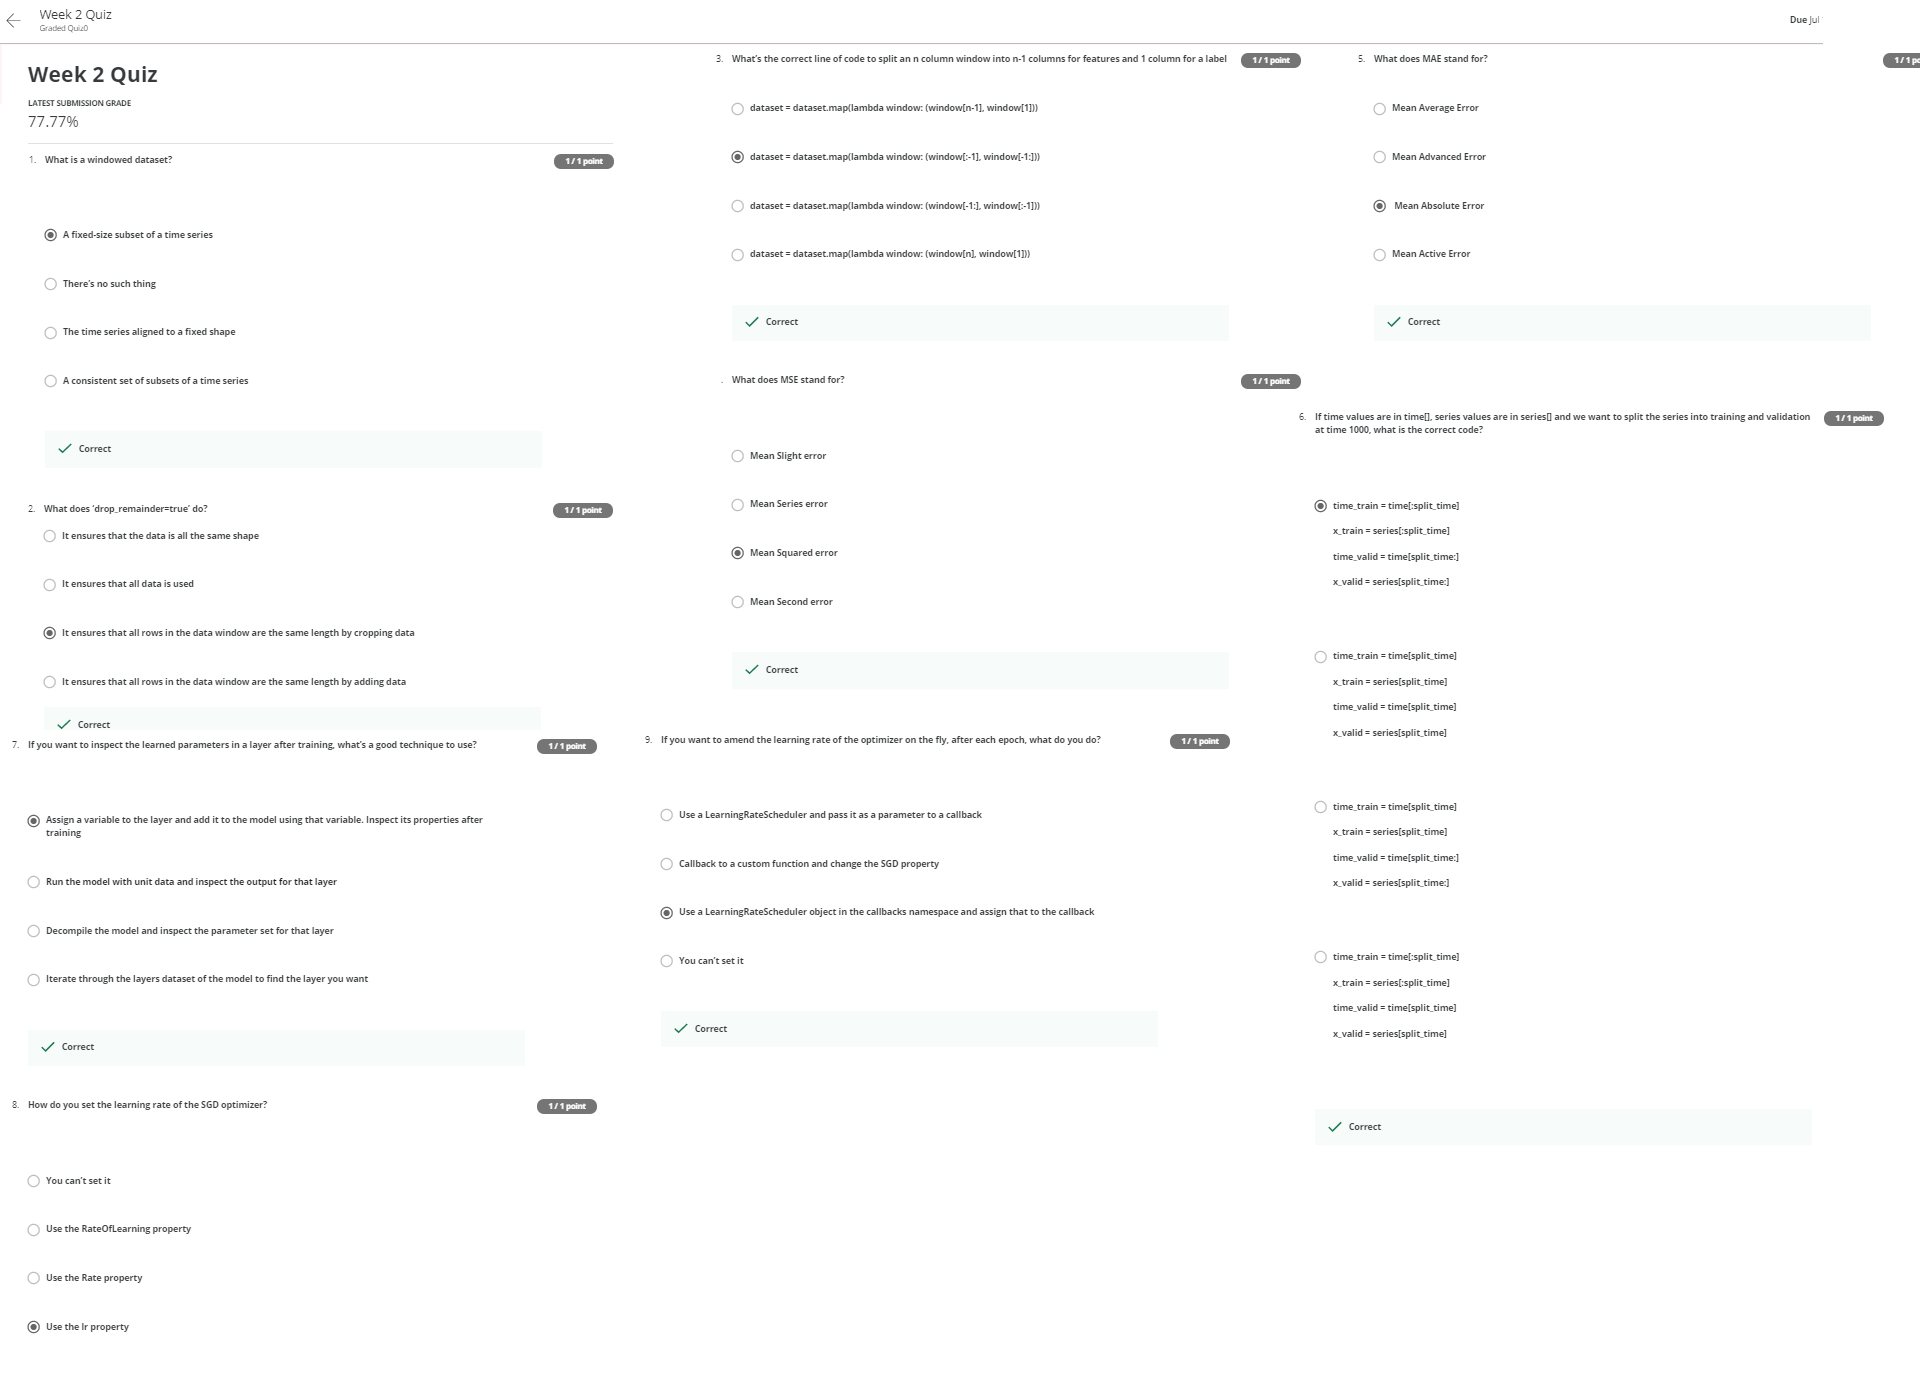 Week 2 Quiz
Graded Quiz0
Due Jul
Week 2 Quiz
LATEST SUBMISSION GRADE
77.77%
1. What is a windowed dataset?
1 / 1 point
A fixed-size subset of a time series
There's no such thing
The time series aligned to a fixed shape
A consistent set of subsets of a time series
Correct
2. What does 'drop_remainder=true' do?
1 / 1 point
It ensures that the data is all the same shape
It ensures that all data is used
It ensures that all rows in the data window are the same length by cropping data
It ensures that all rows in the data window are the same length by adding data
Correct
3. What's the correct line of code to split an n column window into n-1 columns for features and 1 column for a label
1 / 1 point
dataset = dataset.map(lambda window: (window[n-1], window[1]))
dataset = dataset.map(lambda window: (window[:-1], window[-1:]))
dataset = dataset.map(lambda window: (window[-1:], window[:-1]))
dataset = dataset.map(lambda window: (window[n], window[1]))
Correct
. What does MSE stand for?
1 / 1 point
Mean Slight error
Mean Series error
Mean Squared error
Mean Second error
Correct
5. What does MAE stand for?
1 / 1 po
Mean Average Error
Mean Advanced Error
Mean Absolute Error
Mean Active Error
Correct
6. If time values are in time[], series values are in series[] and we want to split the series into training and validation
at time 1000, what is the correct code?
1 / 1 point
time_train = time[:split_time]
x_train = series[:split_time]
time_valid = time[split_time:]
x_valid = series[split_time:]
time_train = time[split_time]
x_train = series[split_time]
time_valid = time[split_time]
x_valid = series[split_time]
time_train = time[split_time]
x_train = series[split_time]
time_valid = time[split_time:]
x_valid = series[split_time:]
time_train = time[:split_time]
x_train = series[:split_time]
time_valid = time[split_time]
x_valid = series[split_time]
Correct
7. If you want to inspect the learned parameters in a layer after training, what's a good technique to use?
1 / 1 point
Assign a variable to the layer and add it to the model using that variable. Inspect its properties after
training
Run the model with unit data and inspect the output for that layer
Decompile the model and inspect the parameter set for that layer
Iterate through the layers dataset of the model to find the layer you want
Correct
8. How do you set the learning rate of the SGD optimizer?
1 / 1 point
You can't set it
Use the RateOfLearning property
Use the Rate property
Use the lr property
9. If you want to amend the learning rate of the optimizer on the fly, after each epoch, what do you do?
1 / 1 point
Use a LearningRateScheduler and pass it as a parameter to a callback
Callback to a custom function and change the SGD property
Use a LearningRateScheduler object in the callbacks namespace and assign that to the callback
You can't set it
Correct